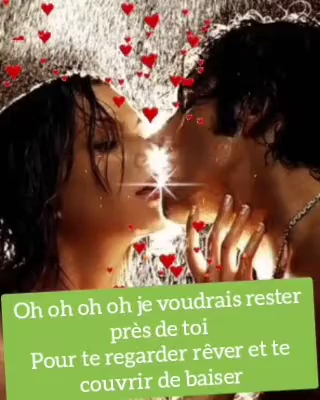 Oh oh oh oh je voudrais rester
près de toi
Pour te regarder rêver et te
couvrir de baiser